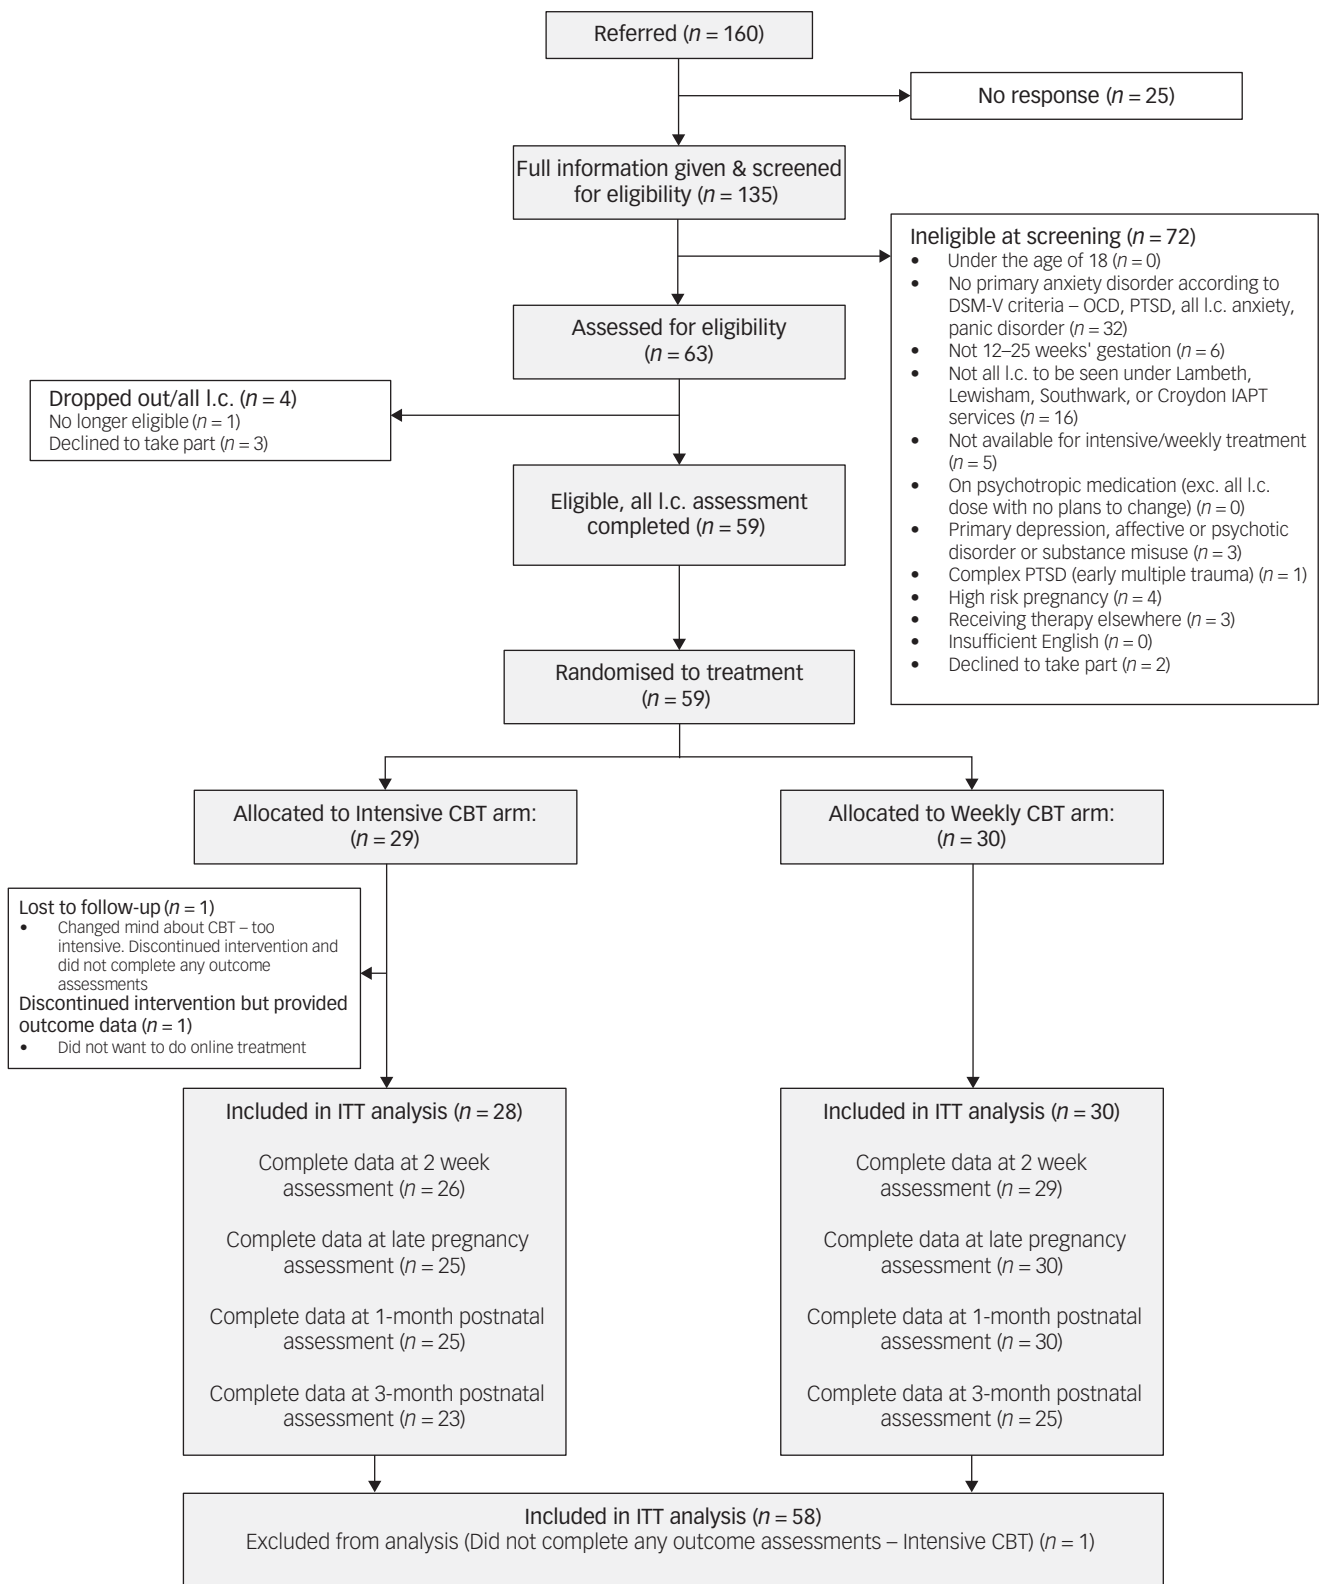 Referred (n = 160)
No response (n = 25)
Full information given & screened
for eligibility (n = 135)
Ineligible at screening (n = 72)
• Under the age of 18 (n = 0)
• No primary anxiety disorder according to
DSM-V criteria – OCD, PTSD, all l.c. anxiety,
panic disorder (n = 32)
• Not 12–25 weeks' gestation (n = 6)
• Not all l.c. to be seen under Lambeth,
Lewisham, Southwark, or Croydon IAPT
services (n = 16)
• Not available for intensive/weekly treatment
(n = 5)
• On psychotropic medication (exc. all l.c.
dose with no plans to change) (n = 0)
• Primary depression, affective or psychotic
disorder or substance misuse (n = 3)
• Complex PTSD (early multiple trauma) (n = 1)
• High risk pregnancy (n = 4)
• Receiving therapy elsewhere (n = 3)
• Insufficient English (n = 0)
• Declined to take part (n = 2)
Assessed for eligibility
(n = 63)
Dropped out/all l.c. (n = 4)
No longer eligible (n = 1)
Declined to take part (n = 3)
Eligible, all l.c. assessment
completed (n = 59)
Randomised to treatment
(n = 59)
Allocated to Intensive CBT arm:
(n = 29)
Allocated to Weekly CBT arm:
(n = 30)
Lost to follow-up (n = 1)
• Changed mind about CBT – too
intensive. Discontinued intervention and
did not complete any outcome
assessments
Discontinued intervention but provided
outcome data (n = 1)
• Did not want to do online treatment
Included in ITT analysis (n = 28)
Complete data at 2 week
assessment (n = 26)
Complete data at late pregnancy
assessment (n = 25)
Complete data at 1-month postnatal
assessment (n = 25)
Complete data at 3-month postnatal
assessment (n = 23)
Included in ITT analysis (n = 30)
Complete data at 2 week
assessment (n = 29)
Complete data at late pregnancy
assessment (n = 30)
Complete data at 1-month postnatal
assessment (n = 30)
Complete data at 3-month postnatal
assessment (n = 25)
Included in ITT analysis (n = 58)
Excluded from analysis (Did not complete any outcome assessments – Intensive CBT) (n = 1)